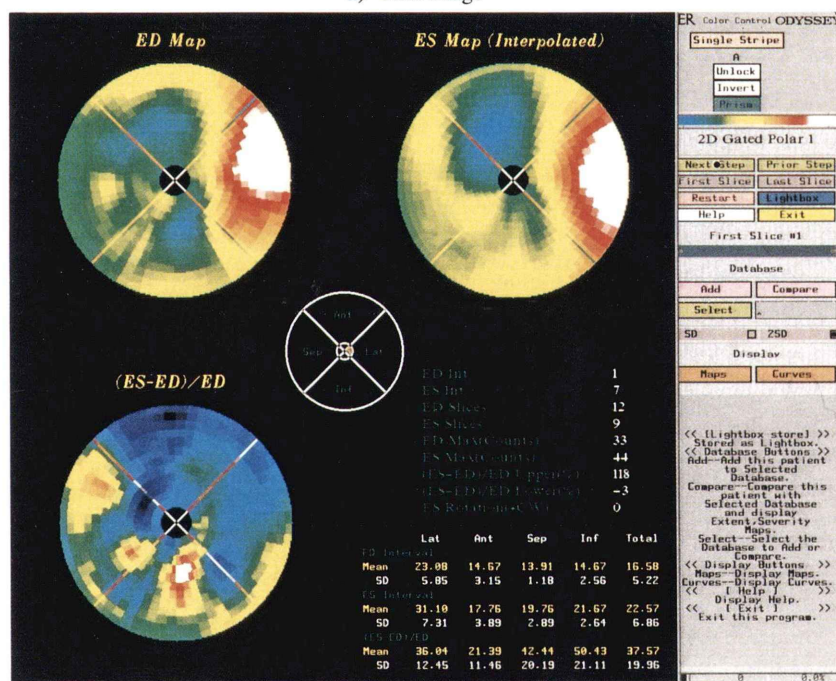 ED Map
ES Map (Interpolated)
Ant
Sep
Lat
Inf
(ES-ED)/ED
ED Int 1
ES Int 7
ED Slices 12
ES Slices 9
ED Max(Counts) 33
ES Max(Counts) 44
(ES-ED)/ED Upper(%) 118
(ES-ED)/ED Lower(%) -3
ES Rotation(+CW) 0
Lat Ant Sep Inf Total
ED Interval
Mean 23.08 14.67 13.91 14.67 16.58
SD 5.85 3.15 1.18 2.56 5.22
ES Interval
Mean 31.10 17.76 19.76 21.67 22.57
SD 7.31 3.89 2.89 2.64 6.86
(ES-ED)/ED
Mean 36.04 21.39 42.44 50.43 37.57
SD 12.45 11.46 20.19 21.11 19.96
ER Color Control ODYSSEY
Single Stripe
A
Unlock
Invert
Prism
2D Gated Polar 1
Next Step Prior Step
First Slice Last Slice
Restart Lightbox
Help Exit
First Slice #1
Database
Add Compare
Select
SD 2SD
Display
Maps Curves
<< [Lightbox store] >>
Stored as Lightbox.
<< Database Buttons >>
Add--Add this patient
to Selected
Database.
Compare--Compare this
patient with
Selected Database
and display
Extent,Severity
Maps.
Select--Select the
Database to Add or
Compare.
<< Display Buttons >>
Maps--Display Maps.
Curves--Display Curves.
<< [ Help ] >>
Display Help.
<< [ Exit ] >>
Exit this program.
0 0.0%